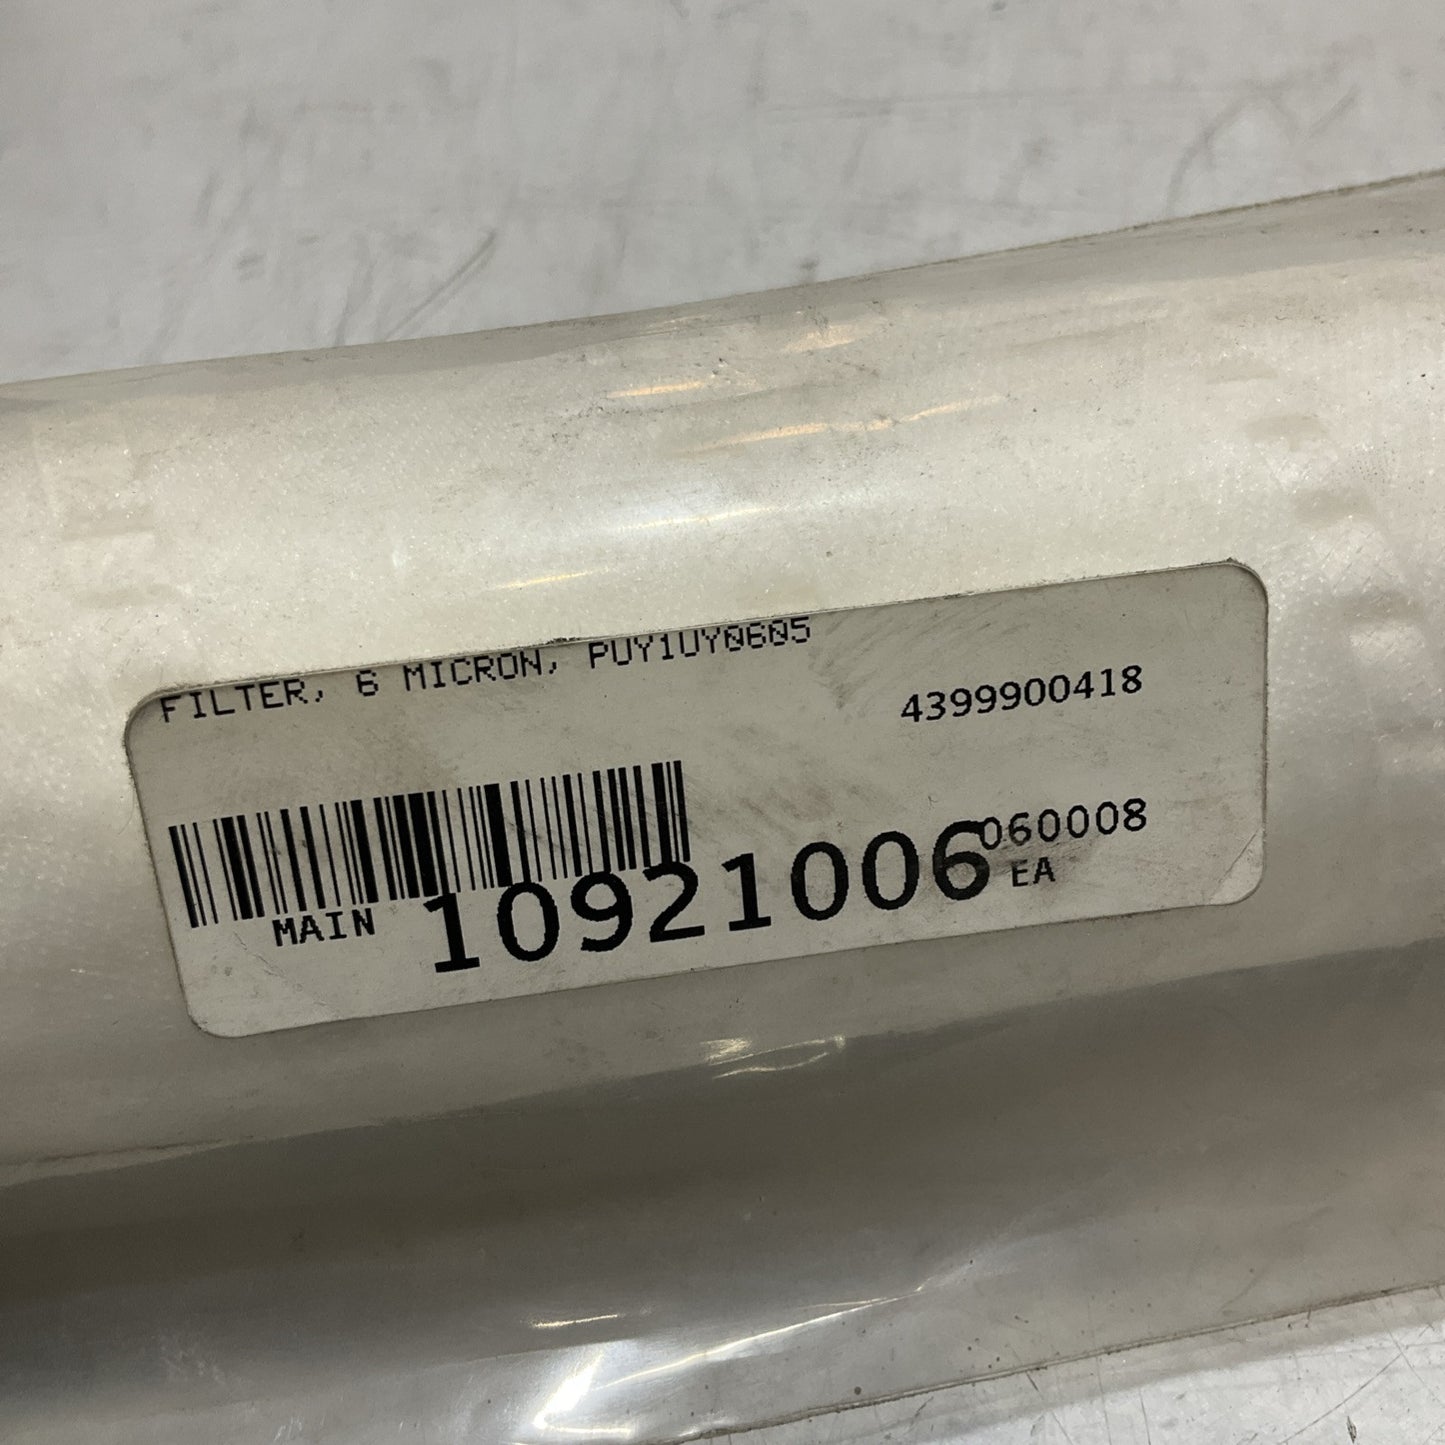 FILTER, 6 MICRON, PUY1UY0605
4399900418
060008
MAIN 10921006 EA